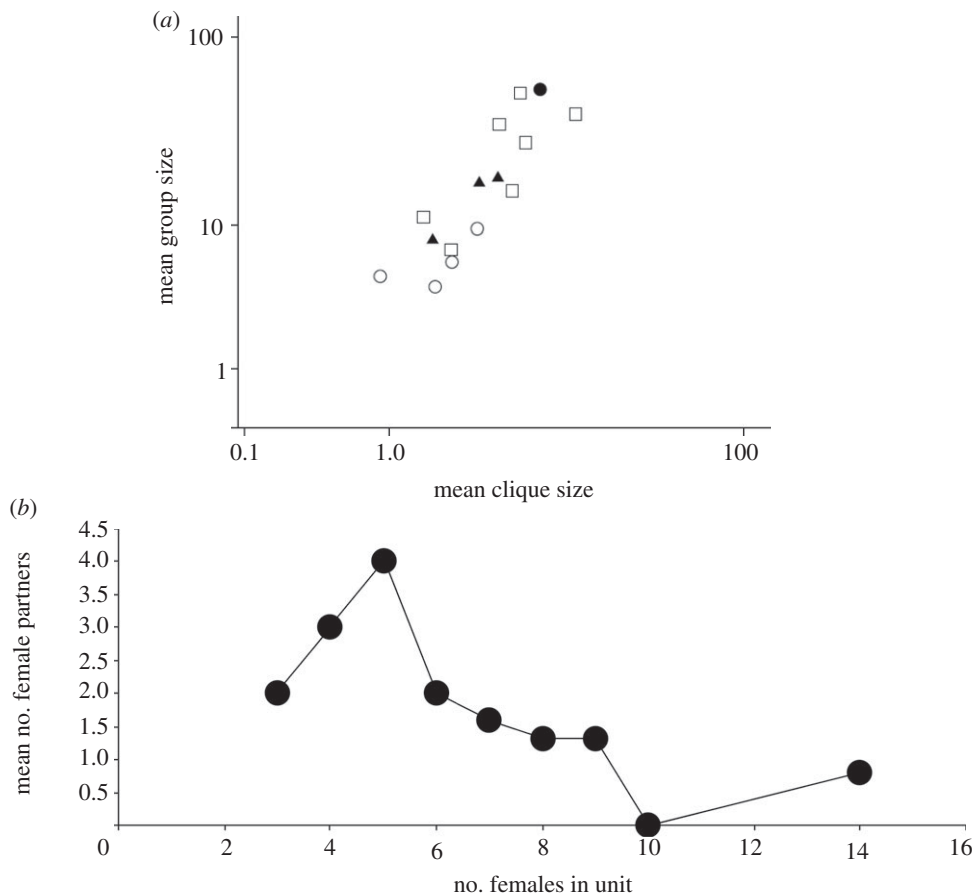 (a)
100
10
1
mean group size
0.1 1.0 100
mean clique size
(b)
4.5
4.0
3.5
3.0
2.5
2.0
1.5
1.0
0.5
mean no. female partners
0 2 4 6 8 10 12 14 16
no. females in unit